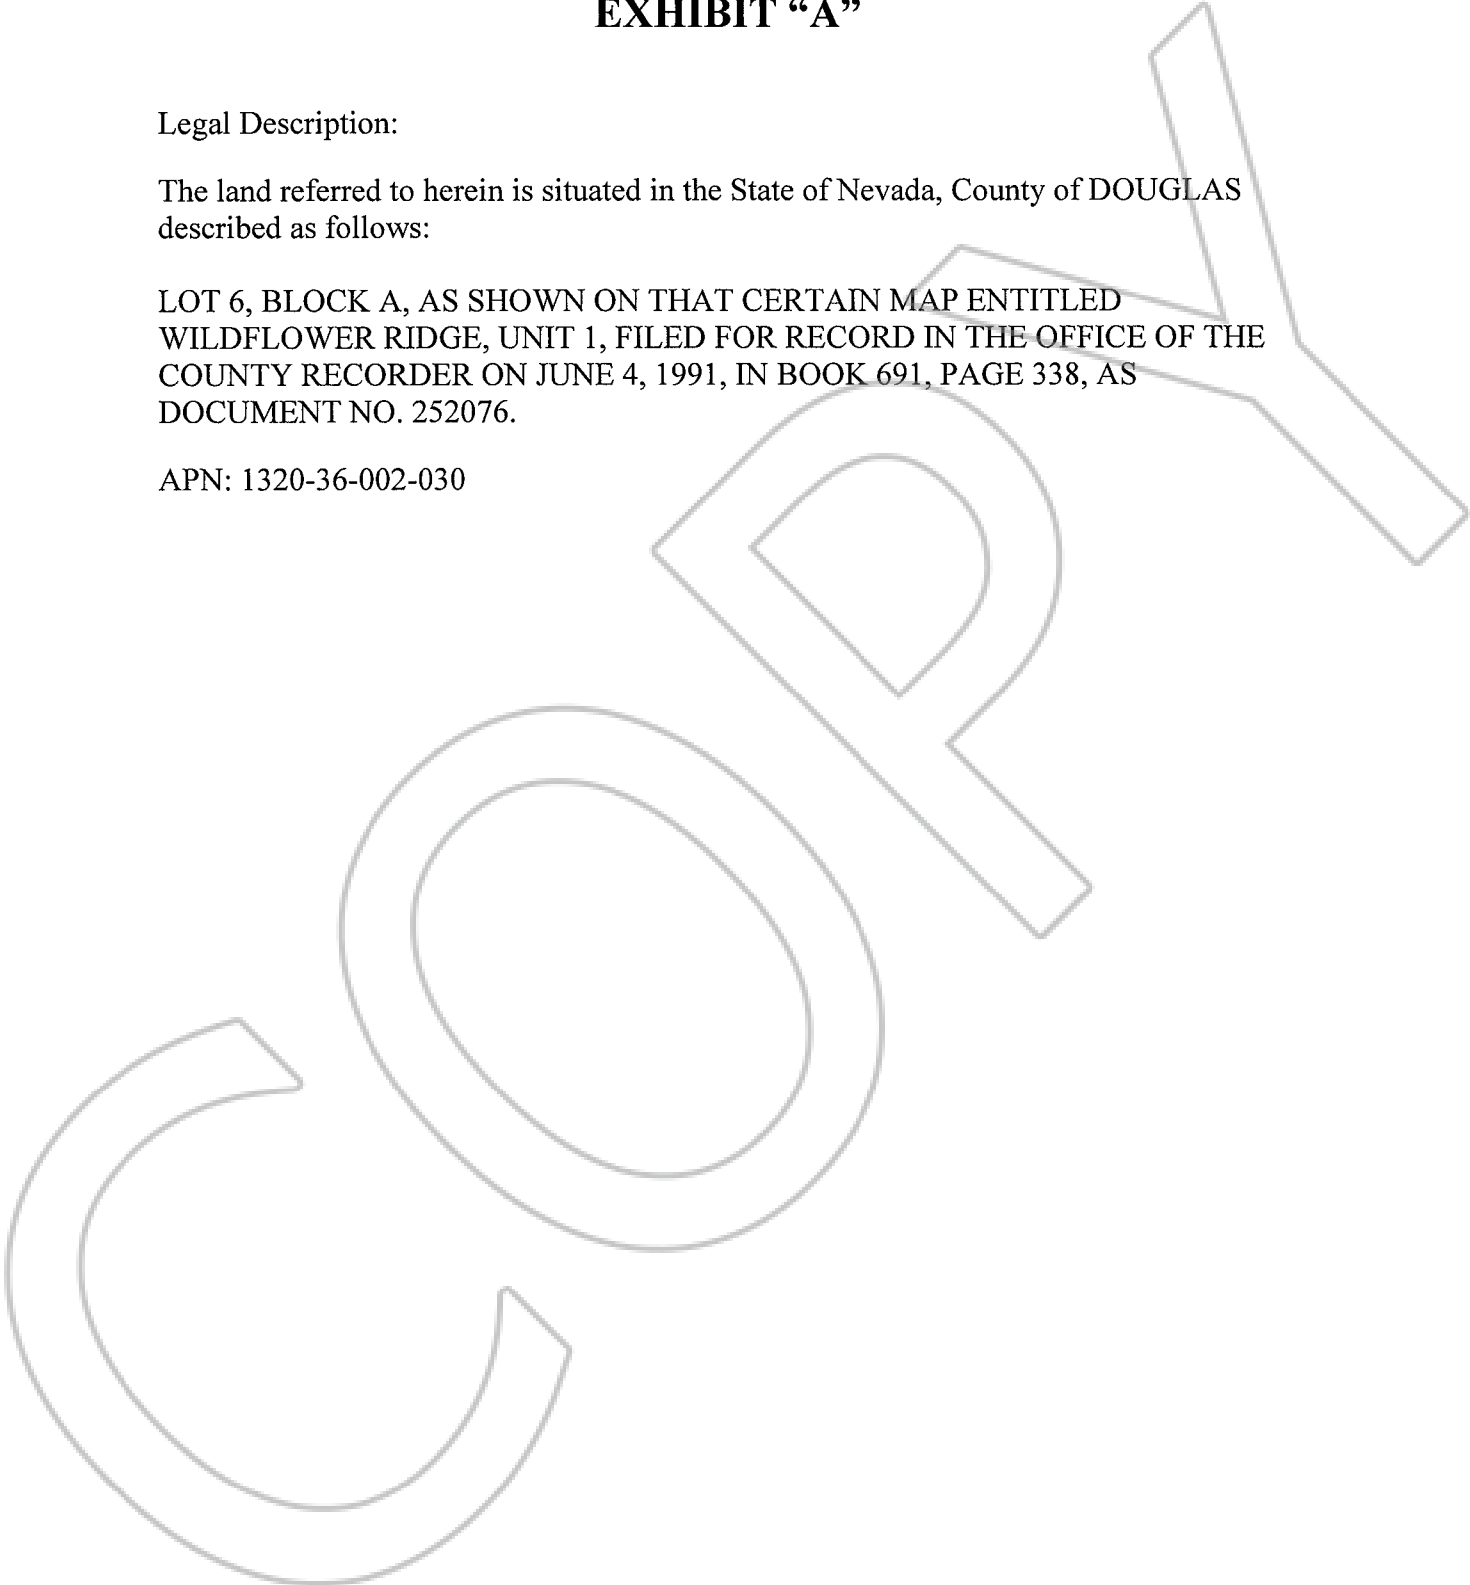 EXHIBIT “A”
Legal Description:
The land referred to herein is situated in the State of Nevada, County of DOUGLAS
described as follows:
LOT 6, BLOCK A, AS SHOWN ON THAT CERTAIN MAP ENTITLED
WILDFLOWER RIDGE, UNIT 1, FILED FOR RECORD IN THE OFFICE OF THE
COUNTY RECORDER ON JUNE 4, 1991, IN BOOK 691, PAGE 338, AS
DOCUMENT NO. 252076.
APN: 1320-36-002-030
COPY